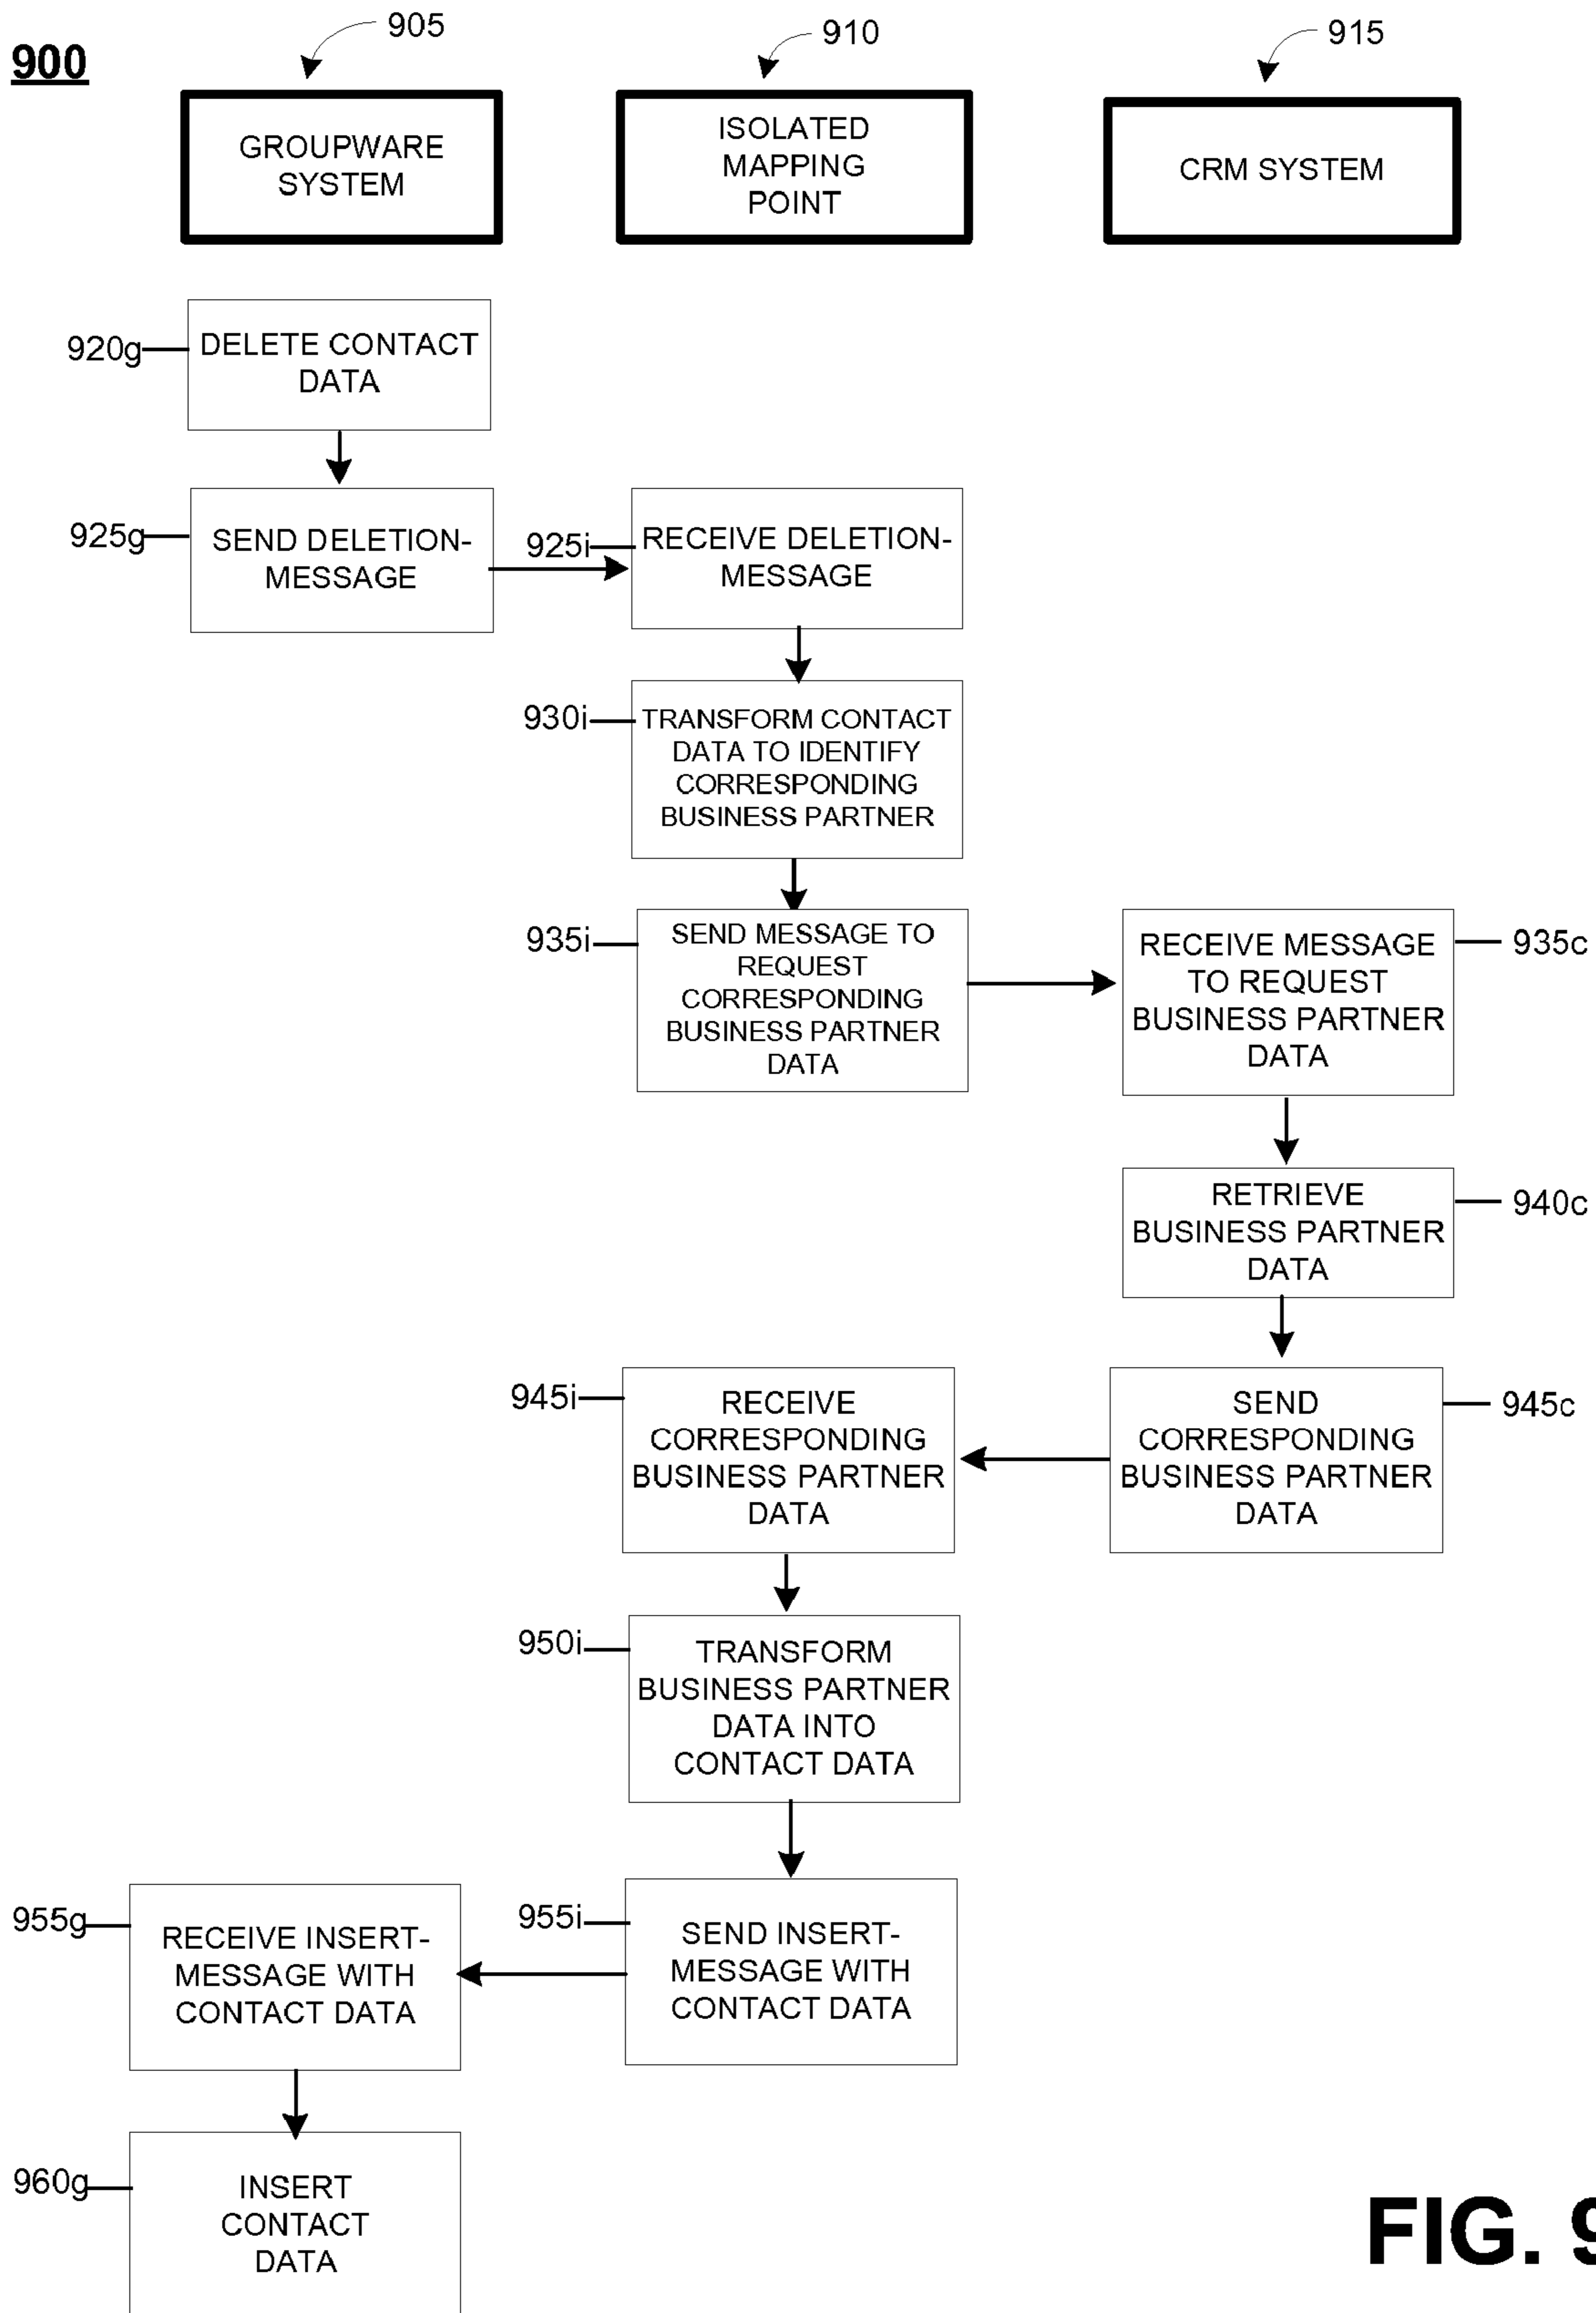 905
910
915
900
GROUPWARE
SYSTEM
ISOLATED
MAPPING
POINT
CRM SYSTEM
920g
DELETE CONTACT
DATA
925g
SEND DELETION-
MESSAGE
925i
RECEIVE DELETION-
MESSAGE
930i
TRANSFORM CONTACT
DATA TO IDENTIFY
CORRESPONDING
BUSINESS PARTNER
935i
SEND MESSAGE TO
REQUEST
CORRESPONDING
BUSINESS PARTNER
DATA
RECEIVE MESSAGE
TO REQUEST
BUSINESS PARTNER
DATA
935c
RETRIEVE
BUSINESS PARTNER
DATA
940c
945i
RECEIVE
CORRESPONDING
BUSINESS PARTNER
DATA
SEND
CORRESPONDING
BUSINESS PARTNER
DATA
945c
950i
TRANSFORM
BUSINESS PARTNER
DATA INTO
CONTACT DATA
955g
RECEIVE INSERT-
MESSAGE WITH
CONTACT DATA
955i
SEND INSERT-
MESSAGE WITH
CONTACT DATA
960g
INSERT
CONTACT
DATA
FIG. 9